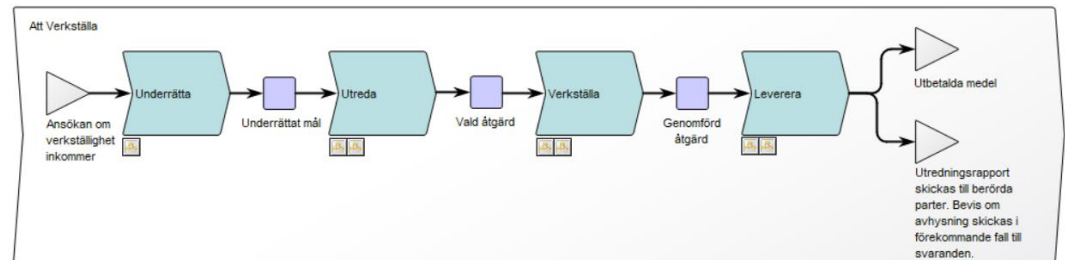 Att Verkställa
Underrätta
Utreda
Verkställa
Leverera
Ansökan om
verkställighet
inkommer
Underrättat mål
Vald åtgärd
Genomförd
åtgärd
Utbetalda medel
Utredningsrapport
skickas till berörda
parter. Bevis om
avhysning skickas i
förekommande fall till
svaranden.